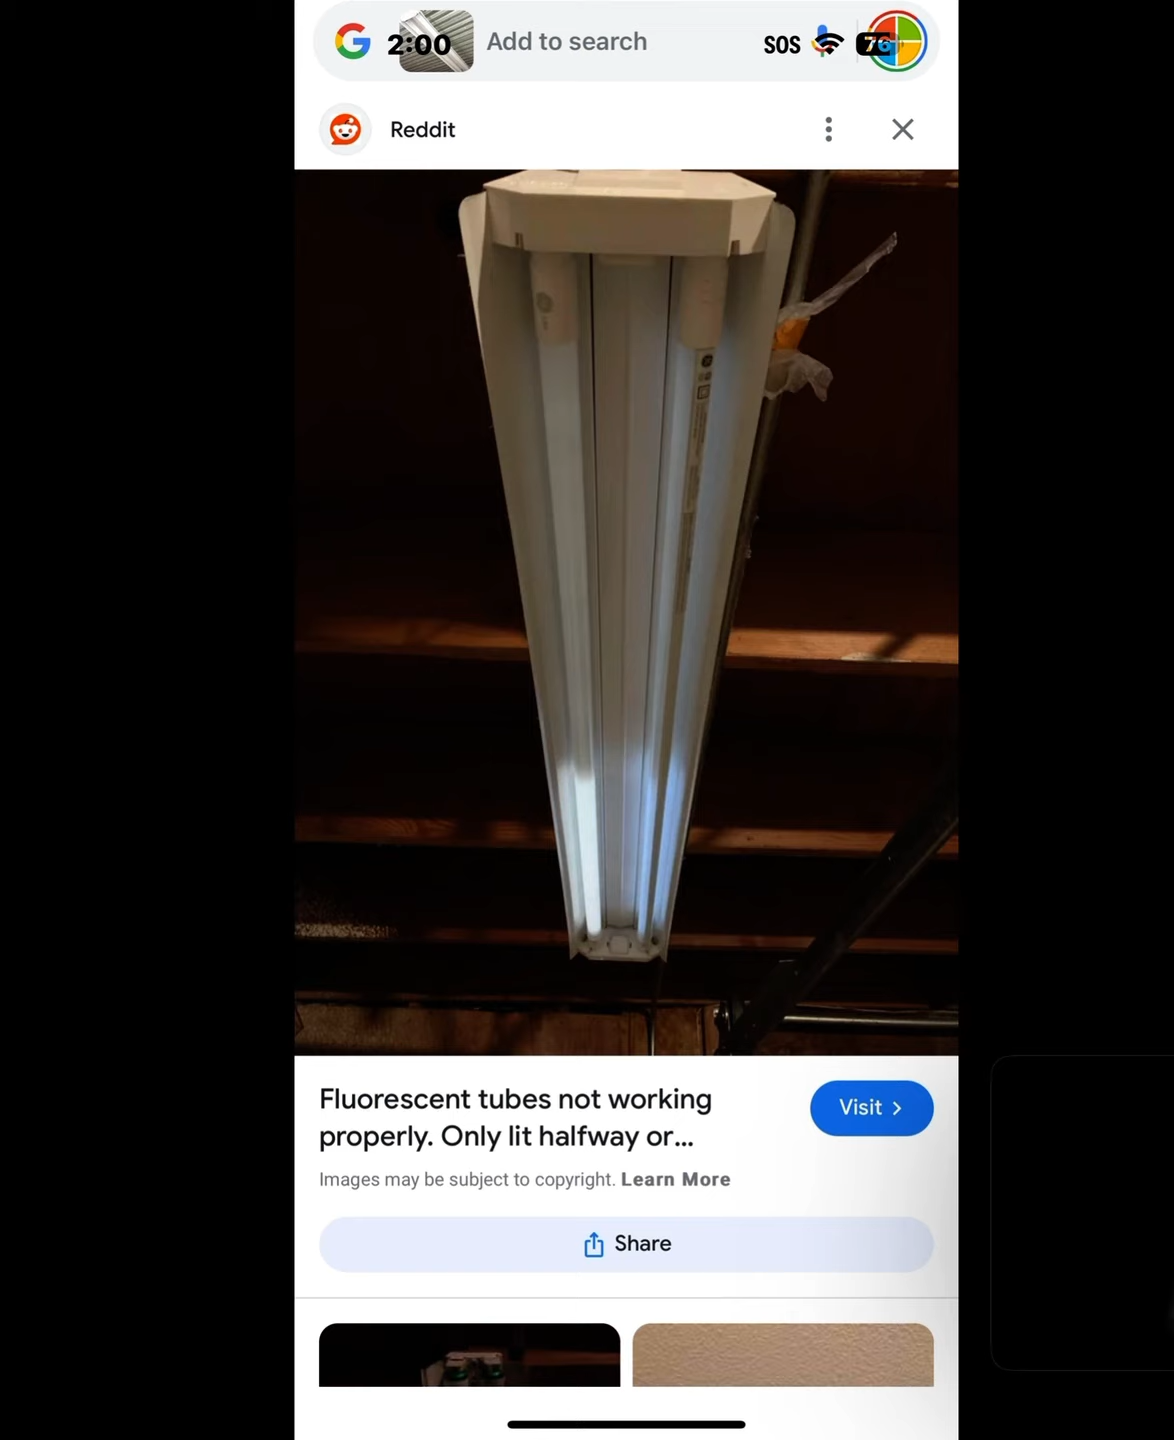 2:00
Add to search
SOS
76
Reddit
Fluorescent tubes not working
properly. Only lit halfway or...
Visit
Images may be subject to copyright. Learn More
Share